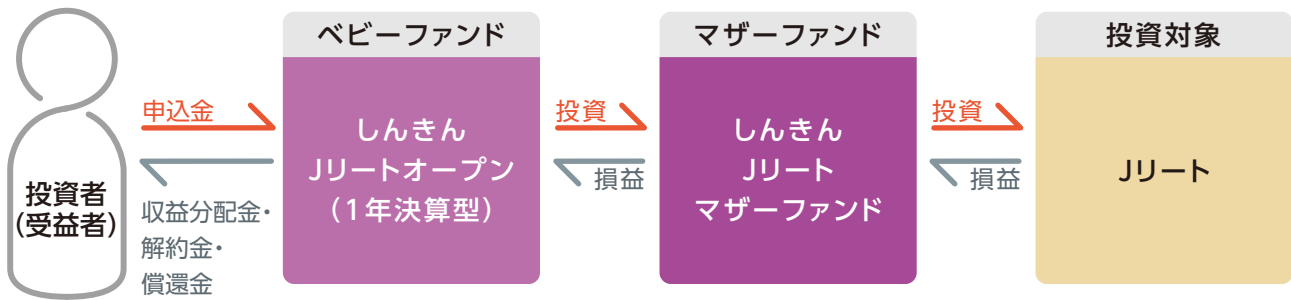 投資者
(受益者)
申込金
収益分配金・
解約金・
償還金
ベビーファンド
しんきん
Jリートオープン
（1年決算型）
投資
損益
マザーファンド
しんきん
Jリート
マザーファンド
投資
損益
投資対象
Jリート